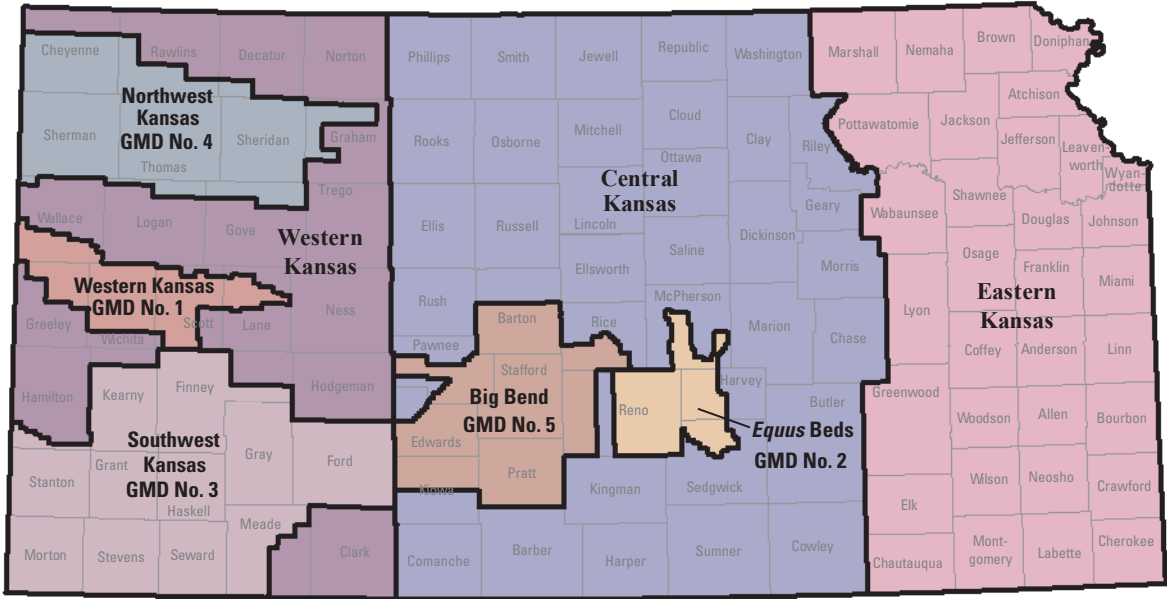 Cheyenne
Rawlins
Decatur
Norton
Phillips
Smith
Jewell
Republic
Washington
Marshall
Nemaha
Brown
Doniphan
Northwest
Kansas
GMD No. 4
Sherman
Thomas
Sheridan
Graham
Rooks
Osborne
Mitchell
Cloud
Clay
Riley
Pottawatomie
Jackson
Atchison
Jefferson
Leaven-
worth
Wyan-
dotte
Ottawa
Central
Kansas
Trego
Wallace
Logan
Gove
Western
Kansas
Ellis
Russell
Lincoln
Saline
Dickinson
Geary
Wabaunsee
Shawnee
Douglas
Johnson
Ellsworth
Morris
Osage
Franklin
Miami
Western Kansas
GMD No. 1
Greeley
Wichita
Scott
Lane
Ness
Rush
Barton
Rice
McPherson
Marion
Chase
Lyon
Eastern
Kansas
Coffey
Anderson
Linn
Pawnee
Stafford
Hamilton
Kearny
Finney
Hodgeman
Big Bend
GMD No. 5
Reno
Harvey
Butler
Greenwood
Woodson
Allen
Bourbon
Equus Beds
GMD No. 2
Southwest
Kansas
GMD No. 3
Edwards
Stanton
Grant
Haskell
Gray
Ford
Kiowa
Pratt
Kingman
Sedgwick
Elk
Wilson
Neosho
Crawford
Meade
Morton
Stevens
Seward
Clark
Comanche
Barber
Harper
Sumner
Cowley
Chautauqua
Mont-
gomery
Labette
Cherokee